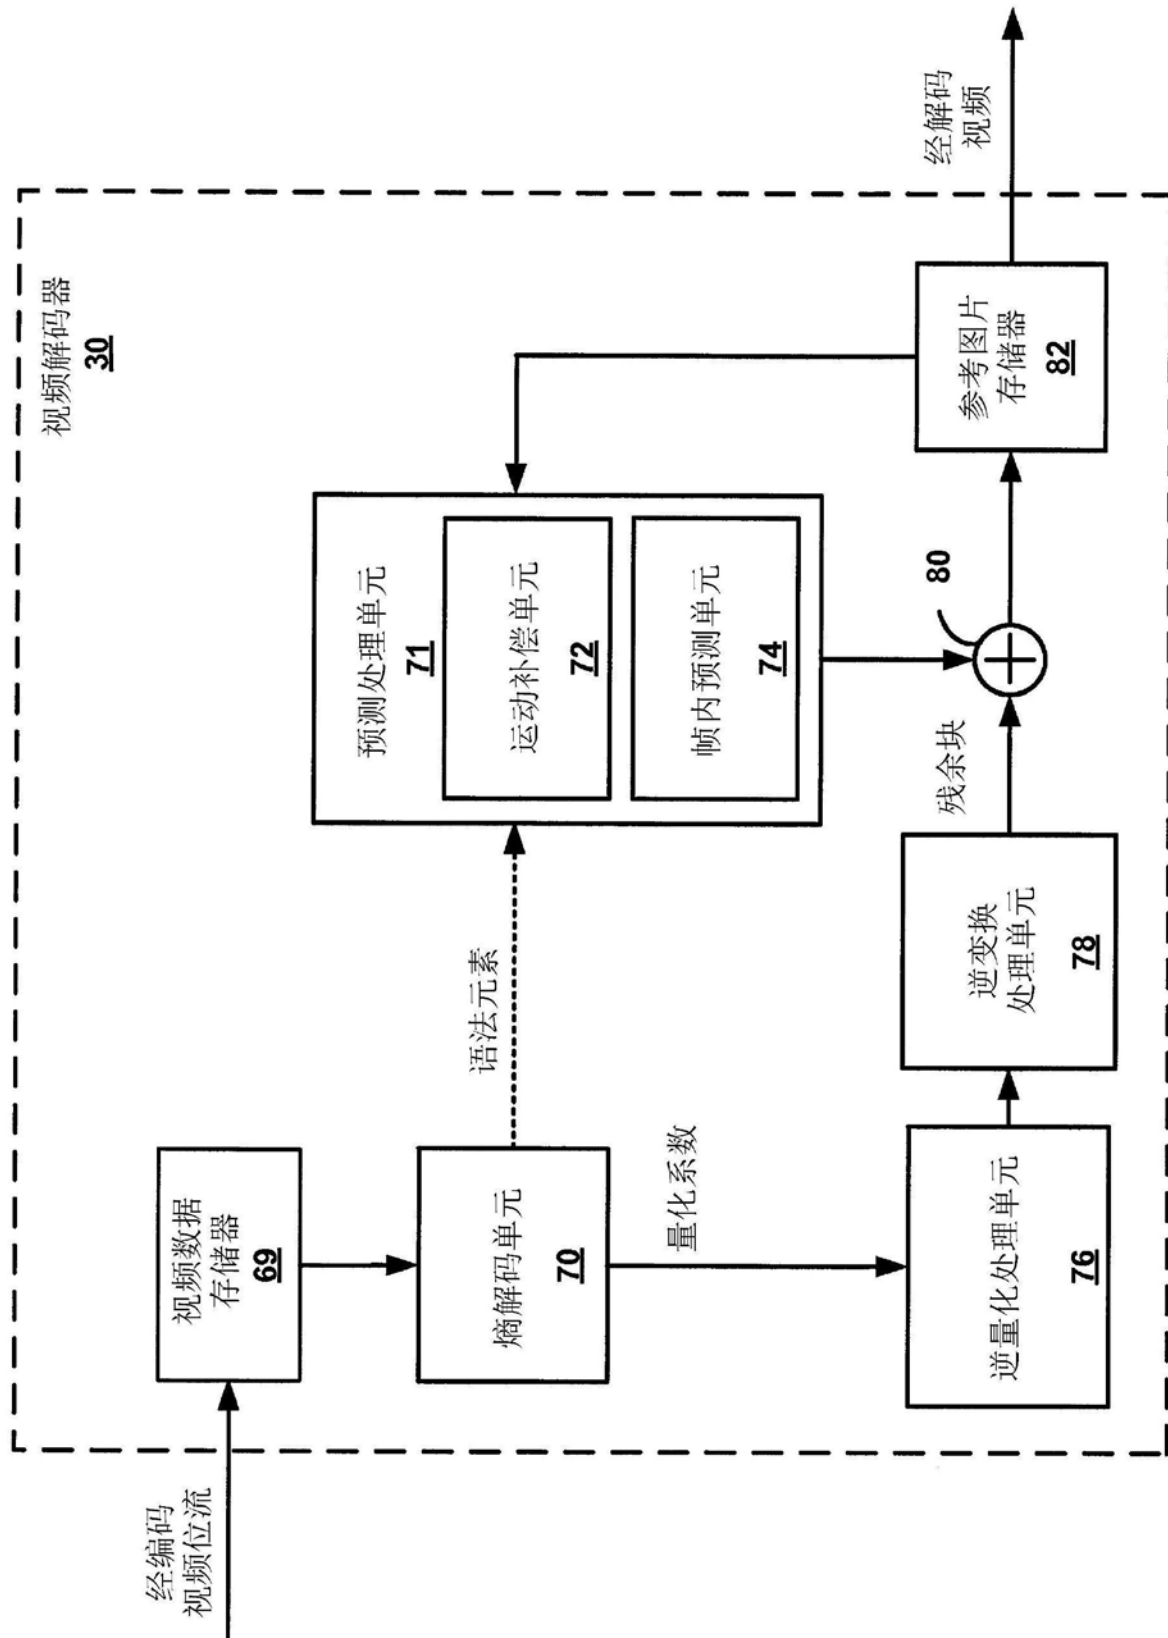 视频解码器
30
经编码
视频位流
视频数据
存储器
69
熵解码单元
70
语法元素
量化系数
预测处理单元
71
运动补偿单元
72
帧内预测单元
74
逆量化处理单元
76
逆变换
处理单元
78
残余块
80
参考图片
存储器
82
经解码
视频